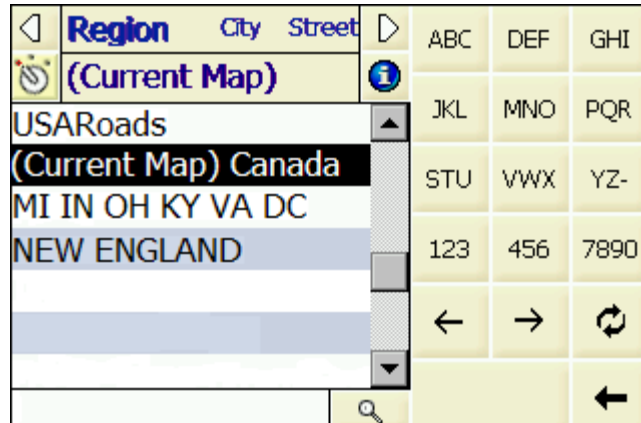 Region City Street
(Current Map)
USARoads
(Current Map) Canada
MI IN OH KY VA DC
NEW ENGLAND
ABC DEF GHI
JKL MNO PQR
STU VWX YZ-
123 456 7890